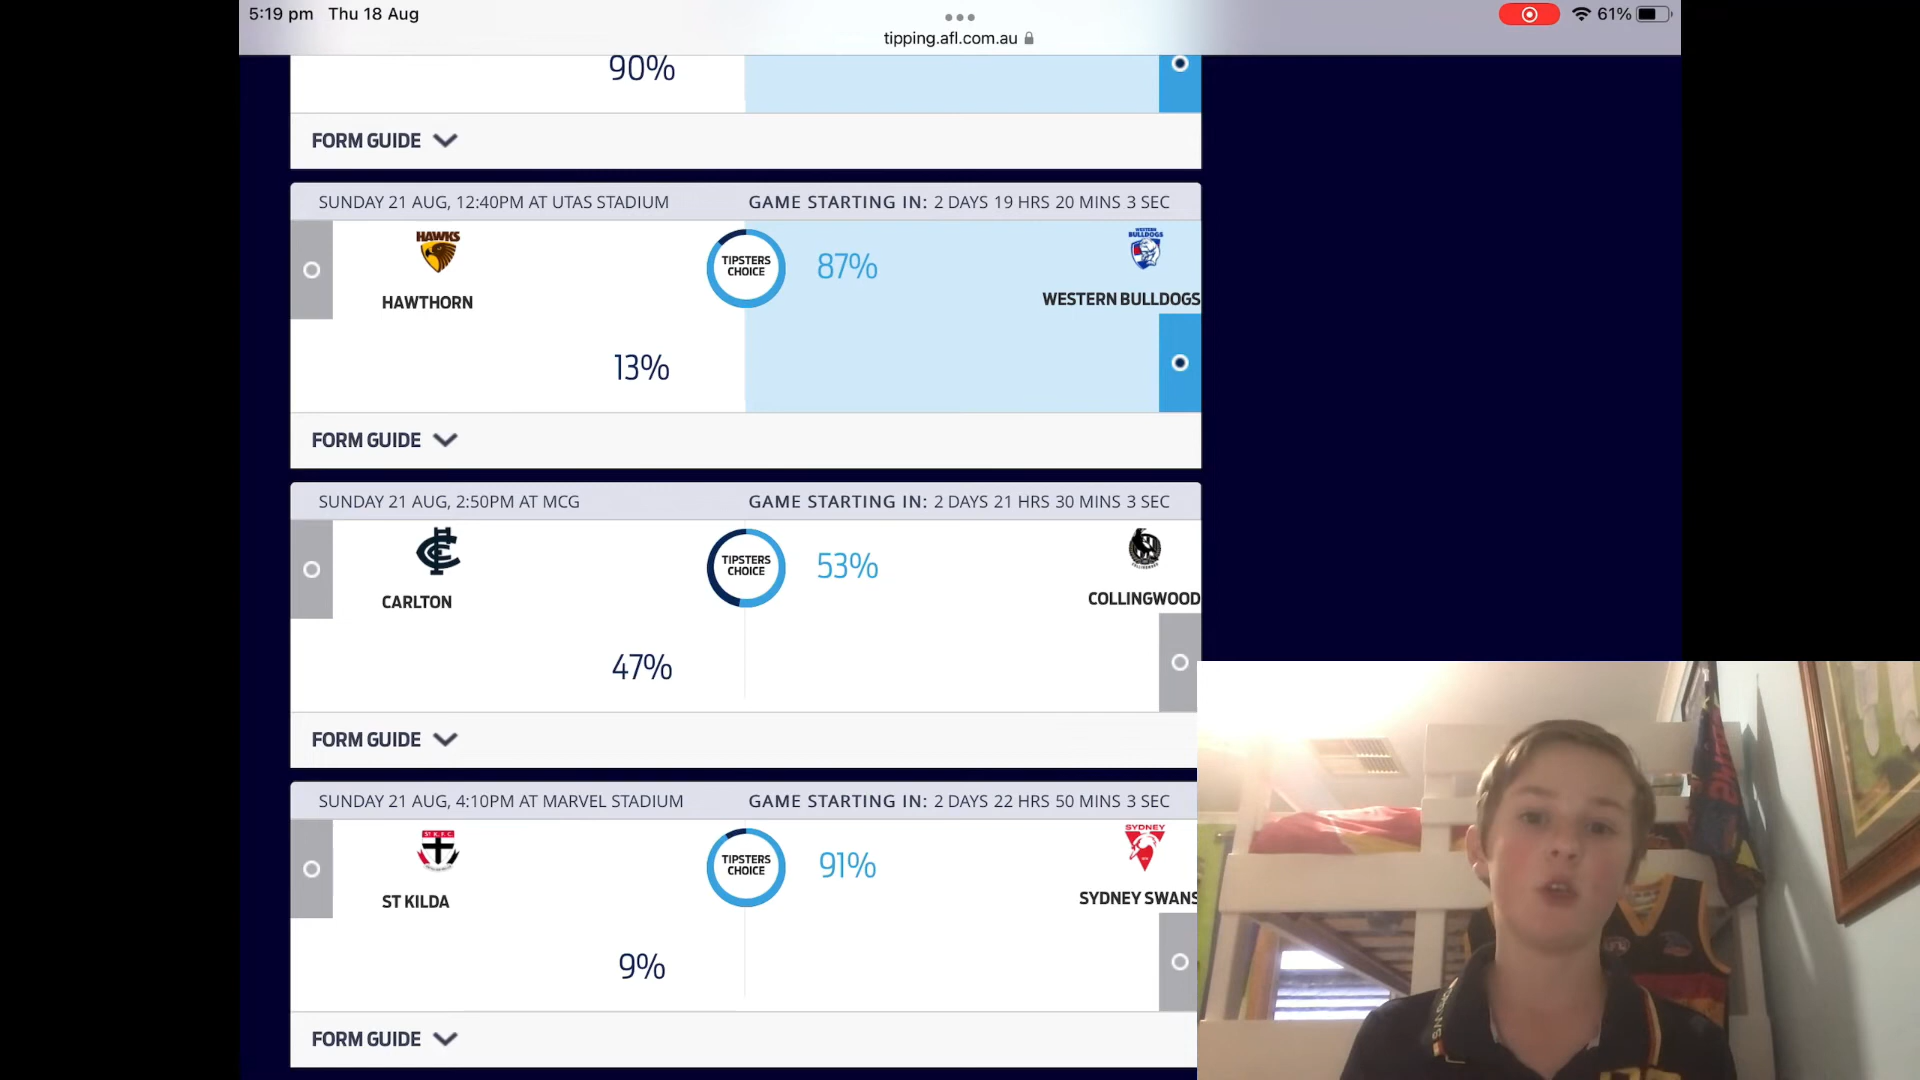 5:19 pm Thu 18 Aug
tipping.afl.com.au
61%
90%
FORM GUIDE
SUNDAY 21 AUG, 12:40PM AT UTAS STADIUM
GAME STARTING IN: 2 DAYS 19 HRS 20 MINS 3 SEC
HAWKS
HAWTHORN
TIPSTERS
CHOICE
87%
WESTERN
BULLDOGS
WESTERN BULLDOGS
13%
FORM GUIDE
SUNDAY 21 AUG, 2:50PM AT MCG
GAME STARTING IN: 2 DAYS 21 HRS 30 MINS 3 SEC
CARLTON
TIPSTERS
CHOICE
53%
COLLINGWOOD
47%
FORM GUIDE
SUNDAY 21 AUG, 4:10PM AT MARVEL STADIUM
GAME STARTING IN: 2 DAYS 22 HRS 50 MINS 3 SEC
ST K.F.C.
ST KILDA
TIPSTERS
CHOICE
91%
SYDNEY
SYDNEY SWANS
9%
FORM GUIDE